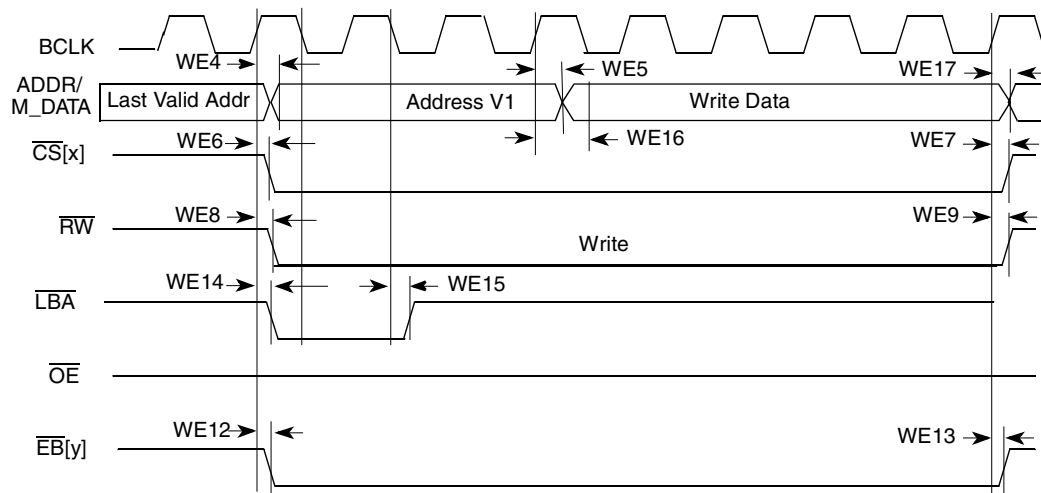 BCLK
WE4
WE5
WE17
ADDR/
M_DATA
Last Valid Addr
Address V1
Write Data
WE6
WE16
WE7
CS[x]
WE8
WE9
RW
Write
WE14
WE15
LBA
OE
WE12
WE13
EB[y]